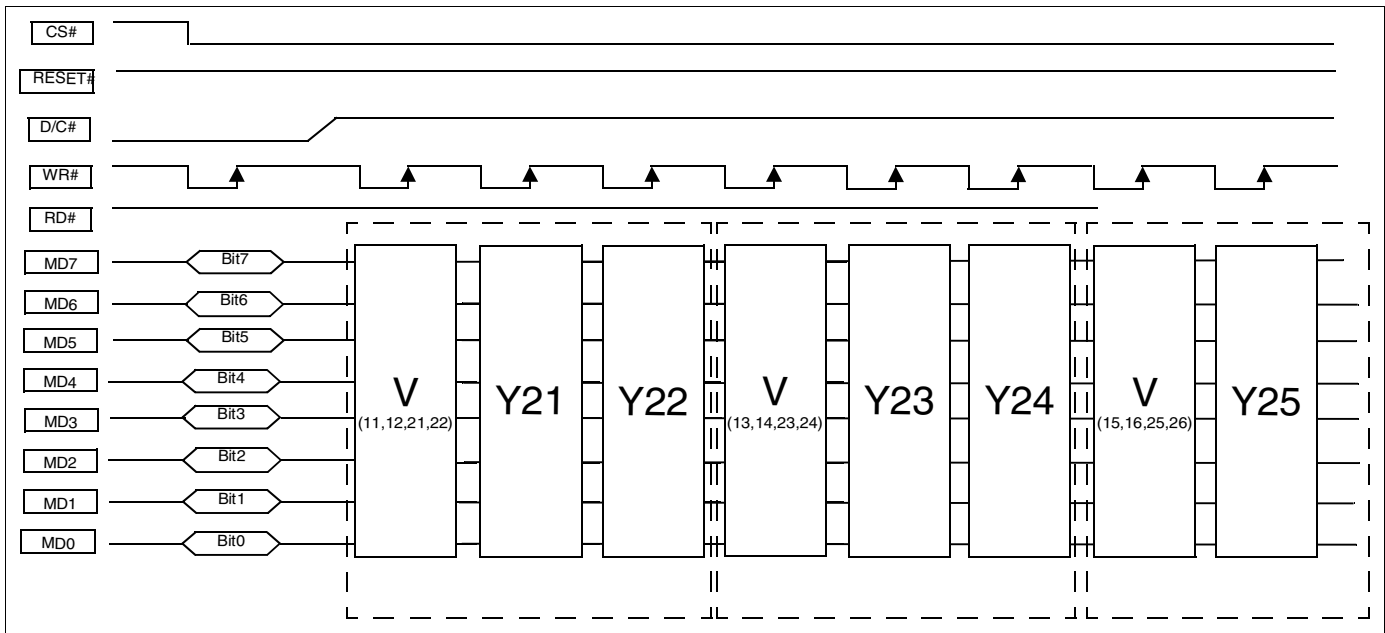 CS#
RESET#
D/C#
WR#
RD#
MD7 Bit7
MD6 Bit6
MD5 Bit5
MD4 Bit4
MD3 Bit3
MD2 Bit2
MD1 Bit1
MD0 Bit0
V Y21 Y22 V Y23 Y24 V Y25
(11,12,21,22) (13,14,23,24) (15,16,25,26)